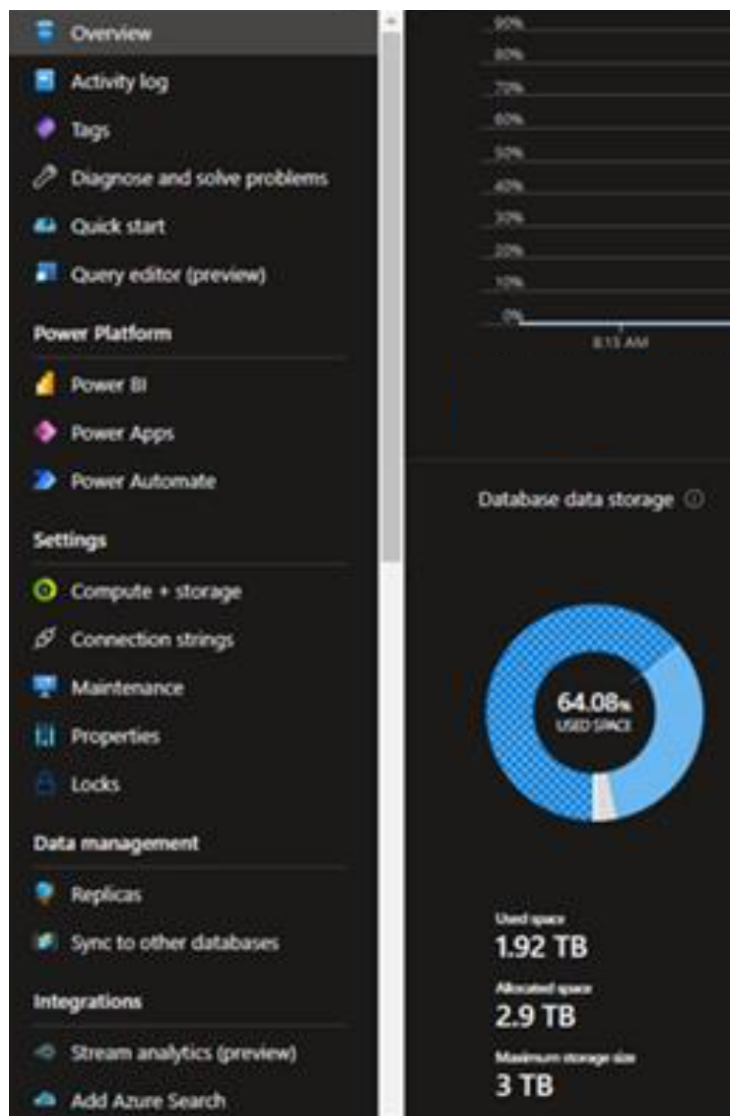 Overview
Activity log
Tags
Diagnose and solve problems
Quick start
Query editor (preview)
Power Platform
Power BI
Power Apps
Power Automate
Settings
Compute + storage
Connection strings
Maintenance
Properties
Locks
Data management
Replicas
Sync to other databases
Integrations
Stream analytics (preview)
Add Azure Search
90%
80%
70%
60%
50%
40%
30%
20%
10%
0%
8:15 AM
Database data storage
64.08%
USED SPACE
Used space
1.92 TB
Allocated space
2.9 TB
Maximum storage size
3 TB